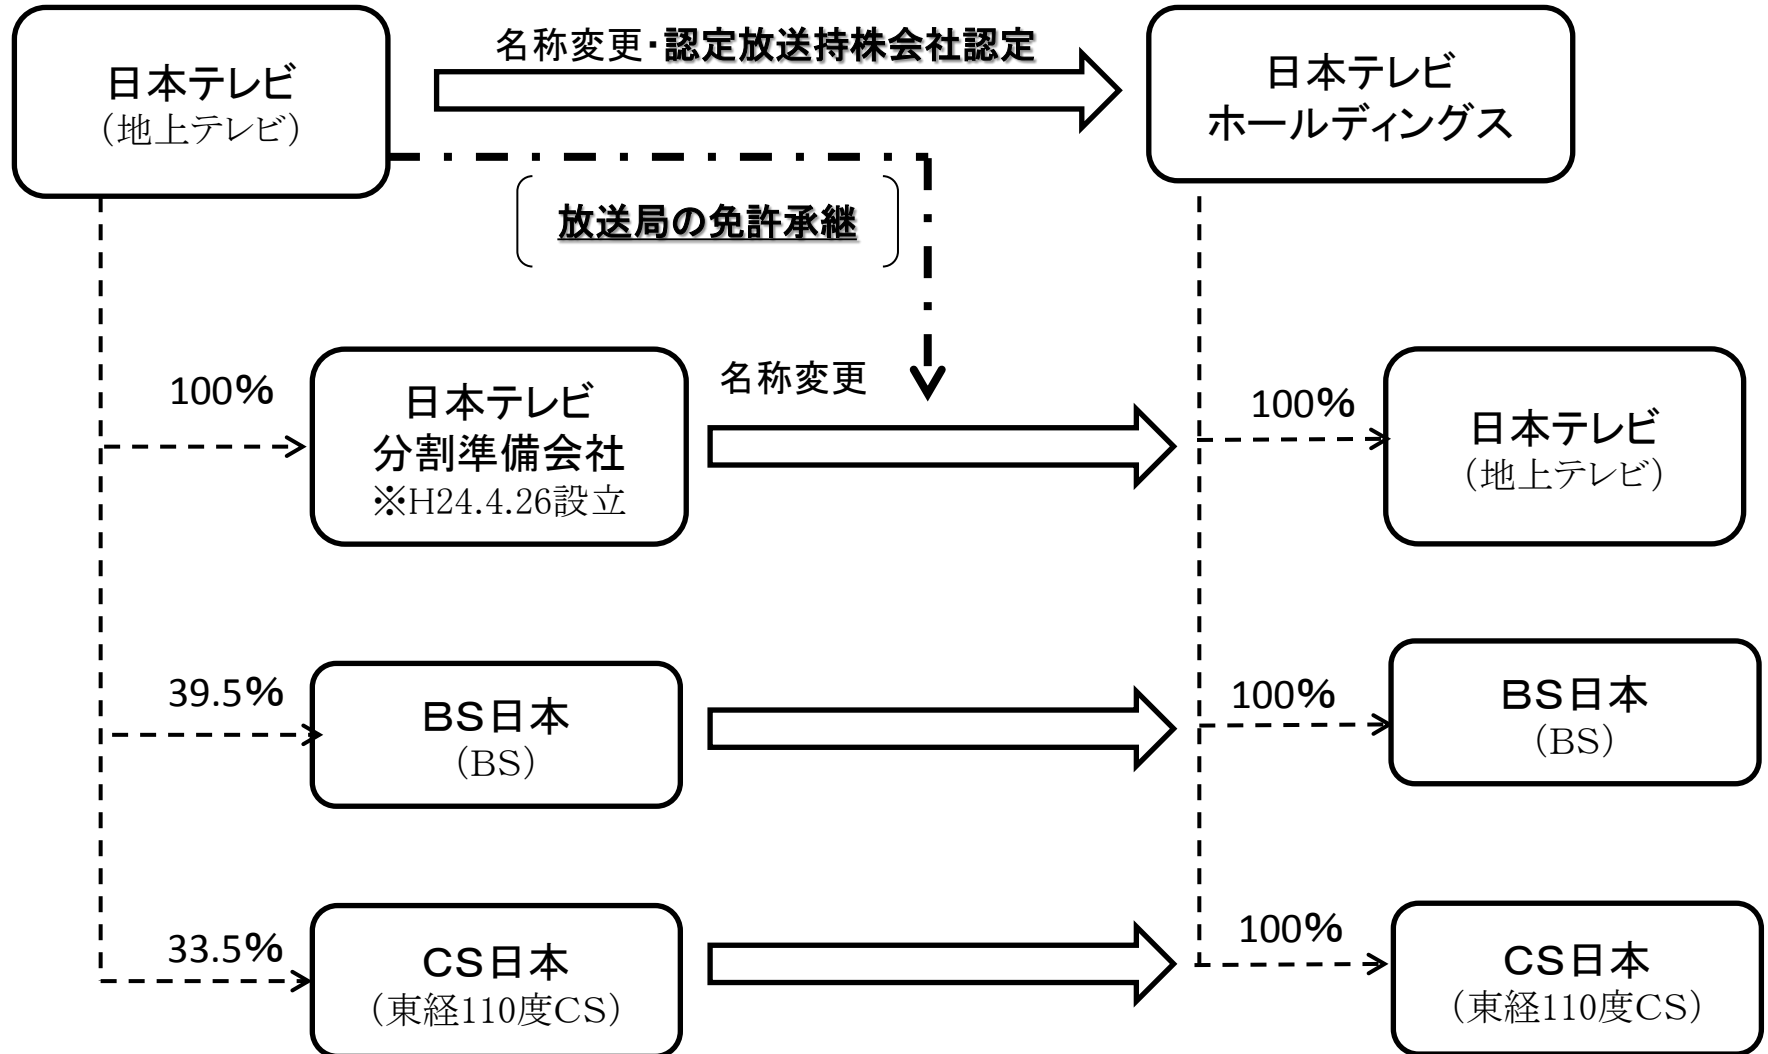 名称変更・認定放送持株会社認定
日本テレビ
（地上テレビ）
日本テレビ
ホールディングス
放送局の免許承継
100%
日本テレビ
分割準備会社
※H24.4.26設立
名称変更
100%
日本テレビ
（地上テレビ）
39.5%
ＢＳ日本
（BS）
100%
ＢＳ日本
（BS）
33.5%
ＣＳ日本
（東経110度CS）
100%
ＣＳ日本
（東経110度CS）